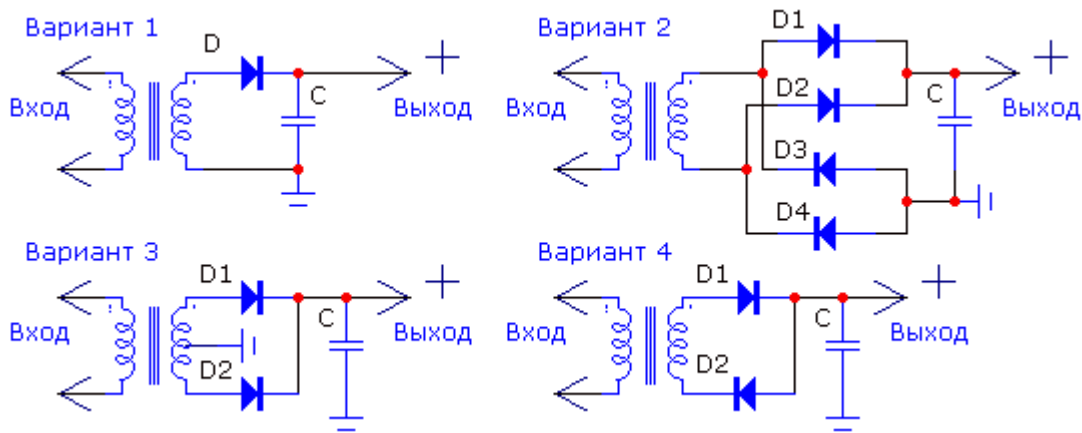 Вариант 1
D
+
Вход
C
Выход
Вариант 2
D1
+
Вход
D2
C
Выход
D3
D4
Вариант 3
D1
+
Вход
C
Выход
D2
Вариант 4
D1
+
Вход
C
Выход
D2